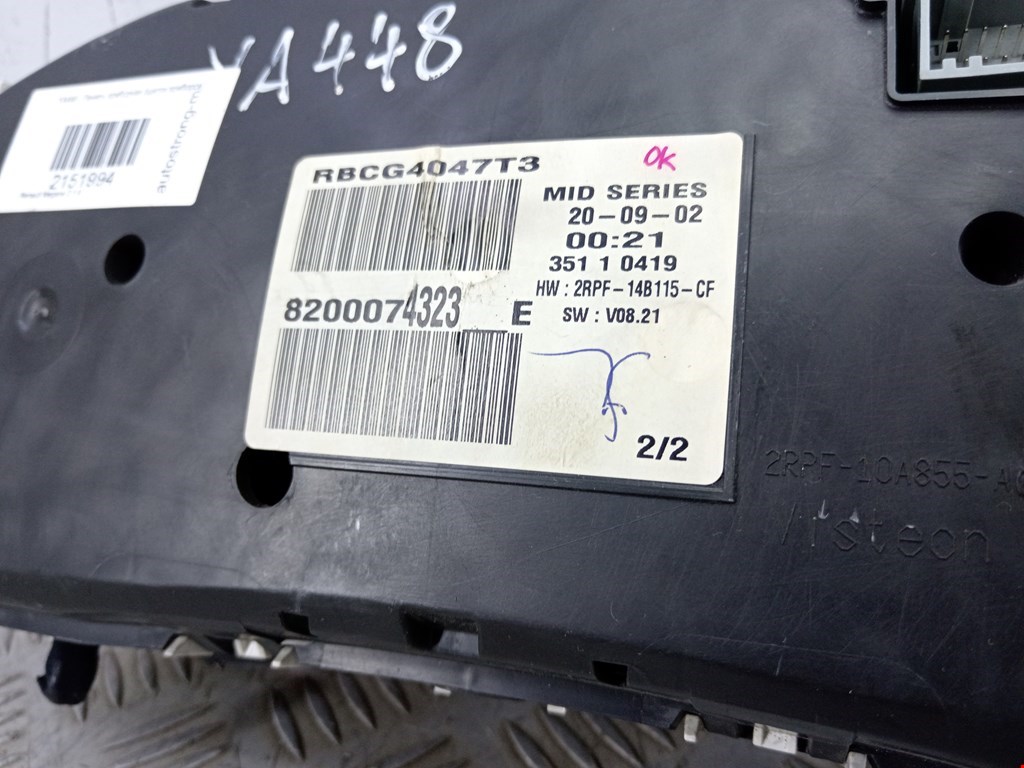 YA448
autostrong-m
2151994
RBCG4047T3
OK
MID SERIES
20-09-02
00:21
351 1 0419
HW : 2RPF-14B115-CF
SW : V08.21
8200074323 E
2/2
2RPF-10A855-A
Visteon